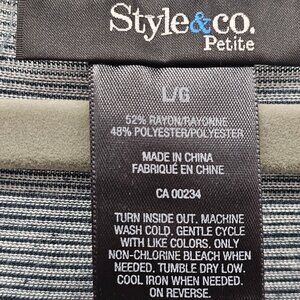 Style&co.
Petite
L/G
52% RAYON/RAYONNE
48% POLYESTER/POLYESTER
MADE IN CHINA
FABRIQUÉ EN CHINE
CA 00234
TURN INSIDE OUT. MACHINE
WASH COLD. GENTLE CYCLE
WITH LIKE COLORS. ONLY
NON-CHLORINE BLEACH WHEN
NEEDED. TUMBLE DRY LOW.
COOL IRON WHEN NEEDED
ON REVERSE.